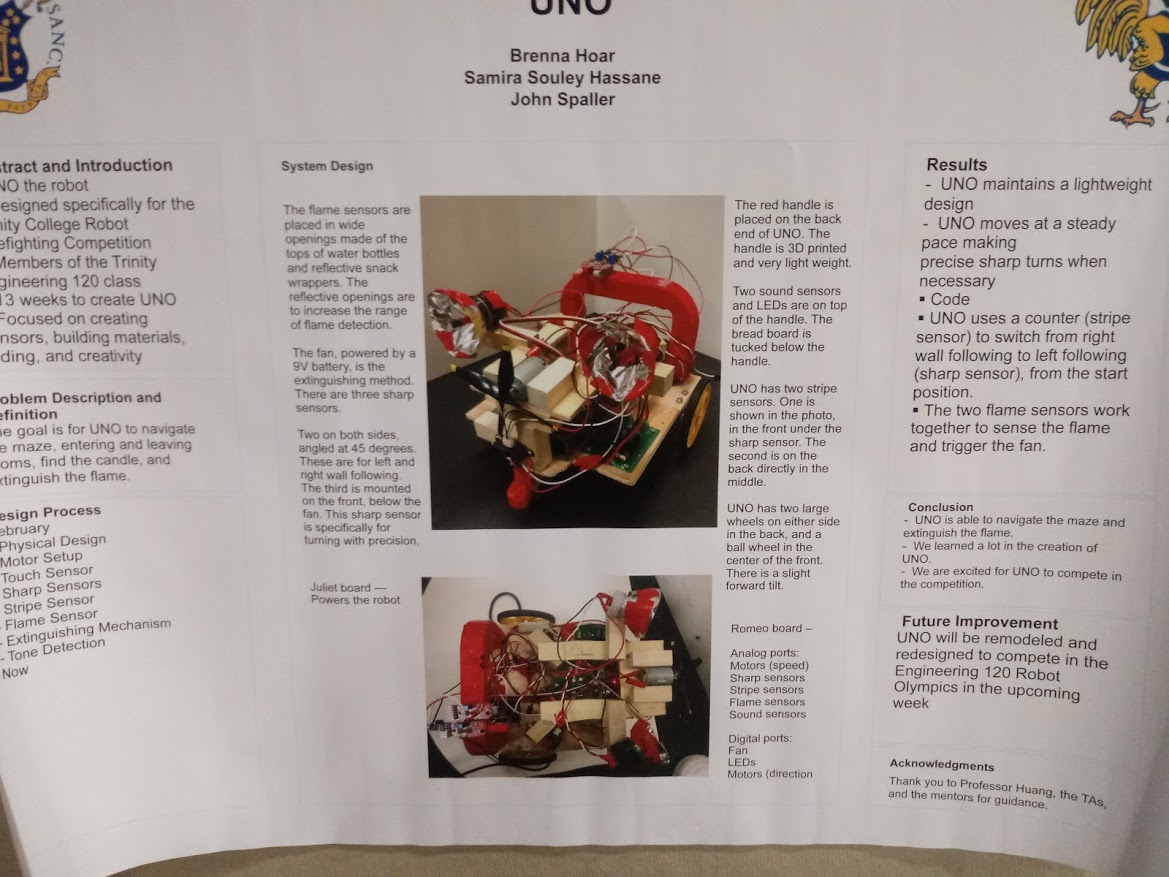 UNO
Brenna Hoar
Samira Souley Hassane
John Spaller
SANC.
PATRIA
tract and Introduction
NO the robot
esigned specifically for the
nity College Robot
efighting Competition
Members of the Trinity
gineering 120 class
13 weeks to create UNO
Focused on creating
nsors, building materials,
ding, and creativity
oblem Description and
efinition
e goal is for UNO to navigate
e maze, entering and leaving
oms, find the candle, and
xtinguish the flame.
esign Process
ebruary
Physical Design
Motor Setup
Touch Sensor
Sharp Sensors
Stripe Sensor
- Flame Sensor
- Extinguishing Mechanism
- Tone Detection
Now
System Design
The flame sensors are
placed in wide
openings made of the
tops of water bottles
and reflective snack
wrappers. The
reflective openings are
to increase the range
of flame detection.
The fan, powered by a
9V battery, is the
extinguishing method.
There are three sharp
sensors.
Two on both sides,
angled at 45 degrees.
These are for left and
right wall following.
The third is mounted
on the front, below the
fan. This sharp sensor
is specifically for
turning with precision.
Juliet board —
Powers the robot
The red handle is
placed on the back
end of UNO. The
handle is 3D printed
and very light weight.
Two sound sensors
and LEDs are on top
of the handle. The
bread board is
tucked below the
handle.
UNO has two stripe
sensors. One is
shown in the photo,
in the front under the
sharp sensor. The
second is on the
back directly in the
middle.
UNO has two large
wheels on either side
in the back, and a
ball wheel in the
center of the front.
There is a slight
forward tilt.
Romeo board –
Analog ports:
Motors (speed)
Sharp sensors
Stripe sensors
Flame sensors
Sound sensors
Digital ports:
Fan
LEDs
Motors (direction
Results
- UNO maintains a lightweight
design
- UNO moves at a steady
pace making
precise sharp turns when
necessary
▪ Code
▪ UNO uses a counter (stripe
sensor) to switch from right
wall following to left following
(sharp sensor), from the start
position.
▪ The two flame sensors work
together to sense the flame
and trigger the fan.
Conclusion
- UNO is able to navigate the maze and
extinguish the flame.
- We learned a lot in the creation of
UNO.
- We are excited for UNO to compete in
the competition.
Future Improvement
UNO will be remodeled and
redesigned to compete in the
Engineering 120 Robot
Olympics in the upcoming
week
Acknowledgments
Thank you to Professor Huang, the TAs,
and the mentors for guidance.